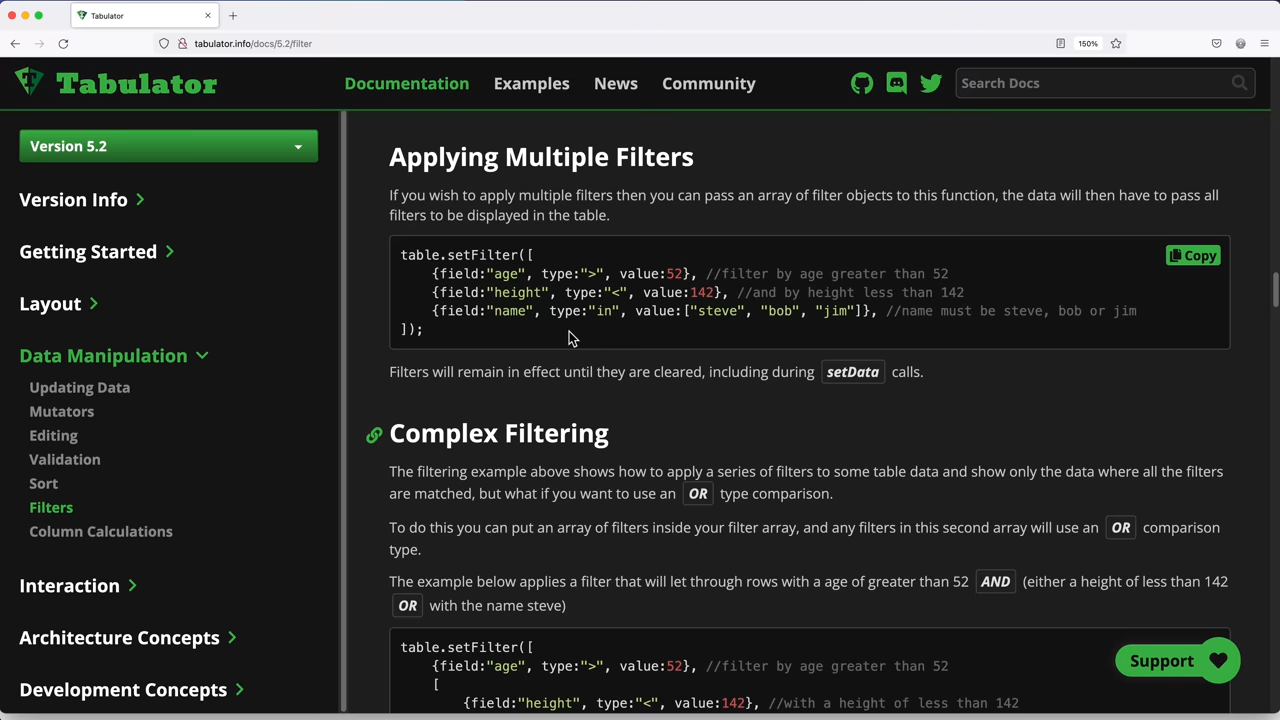 Tabulator
tabulator.info/docs/5.2/filter
150%
Tabulator
Documentation
Examples
News
Community
Search Docs
Version 5.2
Version Info
Getting Started
Layout
Data Manipulation
Updating Data
Mutators
Editing
Validation
Sort
Filters
Column Calculations
Interaction
Architecture Concepts
Development Concepts
Applying Multiple Filters
If you wish to apply multiple filters then you can pass an array of filter objects to this function, the data will then have to pass all
filters to be displayed in the table.
Copy
table.setFilter([
{field:"age", type:">", value:52}, //filter by age greater than 52
{field:"height", type:"<", value:142}, //and by height less than 142
{field:"name", type:"in", value:["steve", "bob", "jim"]}, //name must be steve, bob or jim
]);
Filters will remain in effect until they are cleared, including during setData calls.
Complex Filtering
The filtering example above shows how to apply a series of filters to some table data and show only the data where all the filters
are matched, but what if you want to use an OR type comparison.
To do this you can put an array of filters inside your filter array, and any filters in this second array will use an OR comparison
type.
The example below applies a filter that will let through rows with a age of greater than 52 AND (either a height of less than 142
OR with the name steve)
table.setFilter([
{field:"age", type:">", value:52}, //filter by age greater than 52
[
{field:"height", type:"<", value:142}, //with a height of less than 142
Support